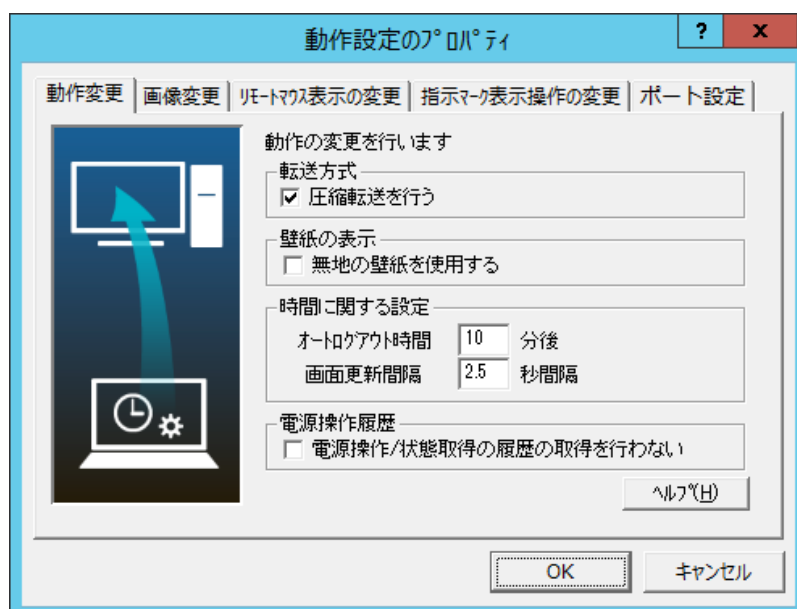 動作設定のﾌﾟﾛﾊﾟﾃｨ
? x
動作変更 画像変更 ﾘﾓｰﾄﾏｳｽ表示の変更 指示ﾏｰｸ表示操作の変更 ポート設定
動作の変更を行います
転送方式
圧縮転送を行う
壁紙の表示
無地の壁紙を使用する
時間に関する設定
ｵｰﾄﾛｸﾞｱｳﾄ時間 10 分後
画面更新間隔 2.5 秒間隔
電源操作履歴
電源操作/状態取得の履歴の取得を行わない
ﾍﾙﾌﾟ(H)
OK キャンセル